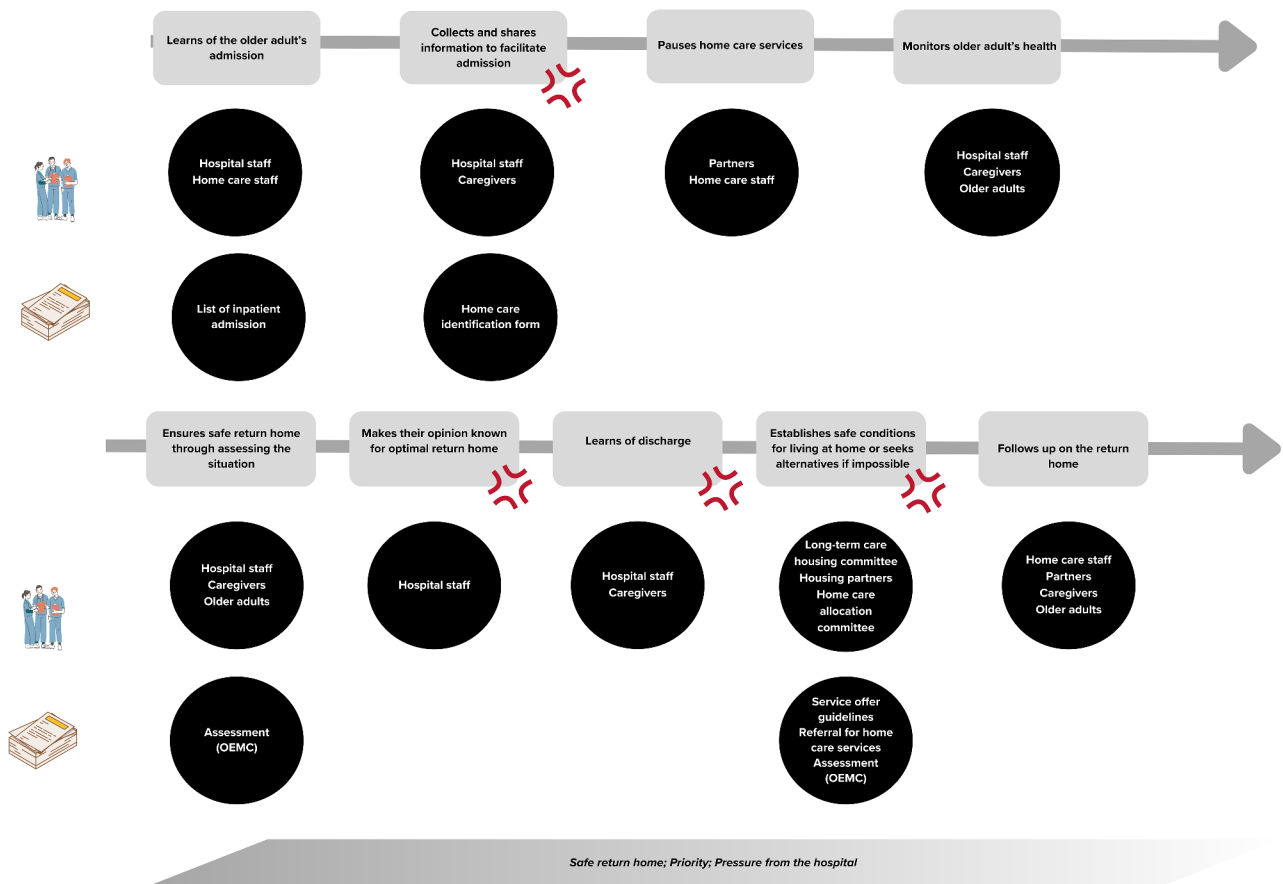 Learns of the older adult's
admission
Collects and shares
information to facilitate
admission
Pauses home care services
Monitors older adult's health
Hospital staff
Home care staff
Hospital staff
Caregivers
Partners
Home care staff
Hospital staff
Caregivers
Older adults
List of inpatient
admission
Home care
identification form
Ensures safe return home
through assessing the
situation
Makes their opinion known
for optimal return home
Learns of discharge
Establishes safe conditions
for living at home or seeks
alternatives if impossible
Follows up on the return
home
Hospital staff
Caregivers
Older adults
Hospital staff
Hospital staff
Caregivers
Long-term care
housing committee
Housing partners
Home care
allocation
committee
Home care staff
Partners
Caregivers
Older adults
Assessment
(OEMC)
Service offer
guidelines
Referral for home
care services
Assessment
(OEMC)
Safe return home; Priority; Pressure from the hospital